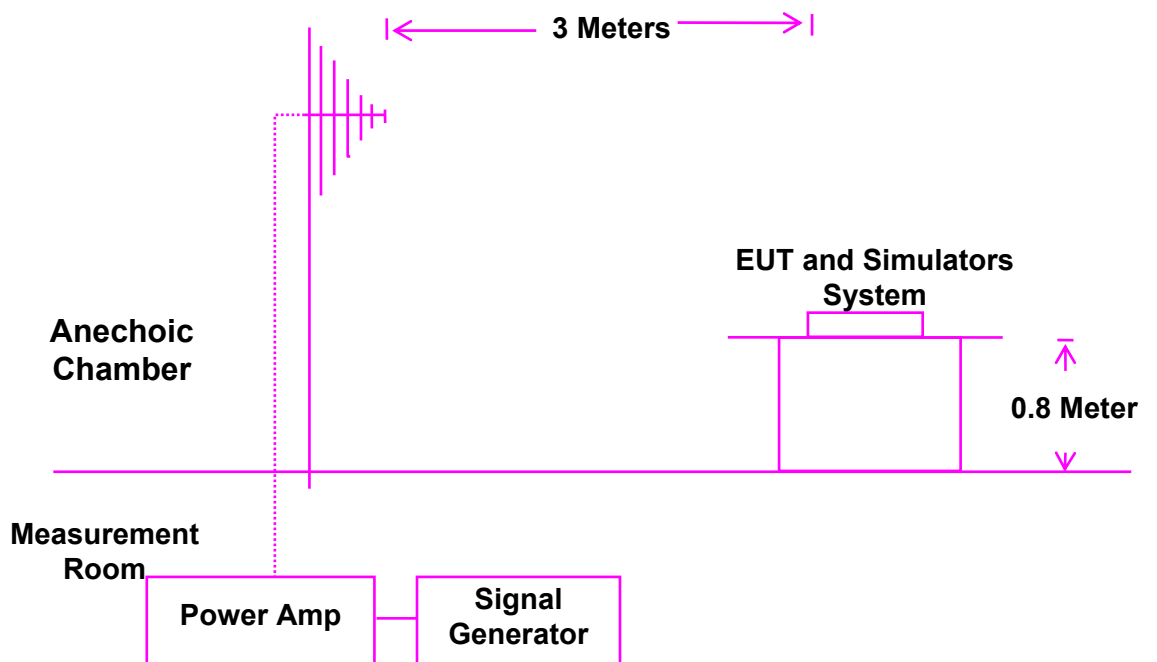 3 Meters
EUT and Simulators
System
Anechoic
Chamber
0.8 Meter
Measurement
Room
Power Amp
Signal
Generator